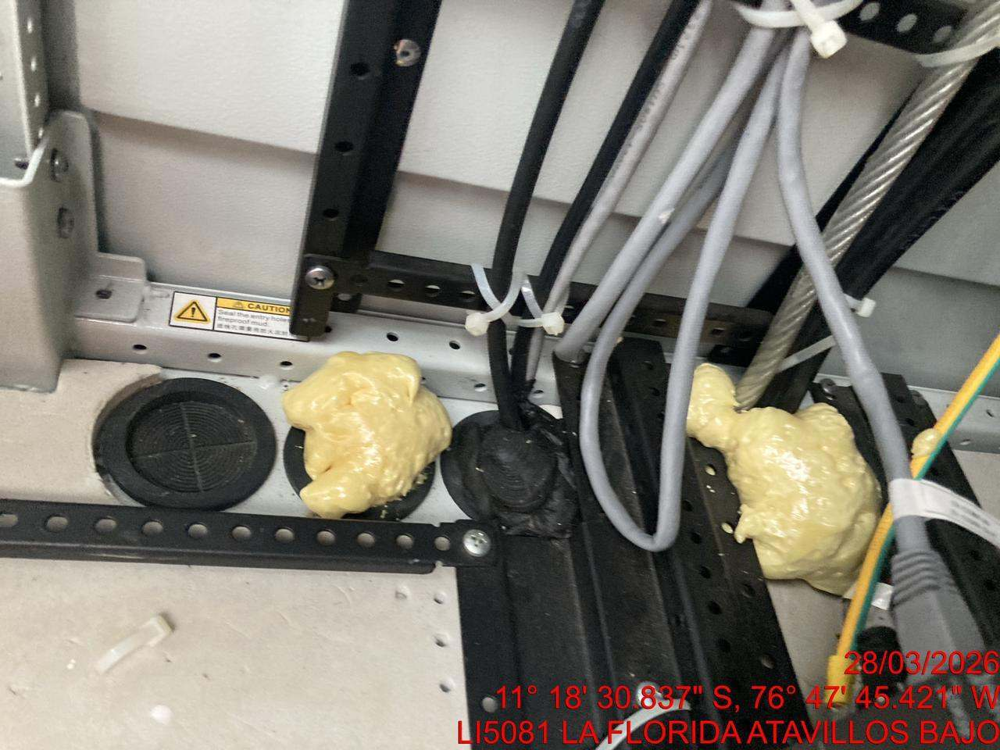 CAUTION
Seal the entry holes
fireproof mud.
28/03/2026
11° 18' 30.837" S, 76° 47' 45.421" W
LI5081 LA FLORIDA ATAVILLOS BAJO